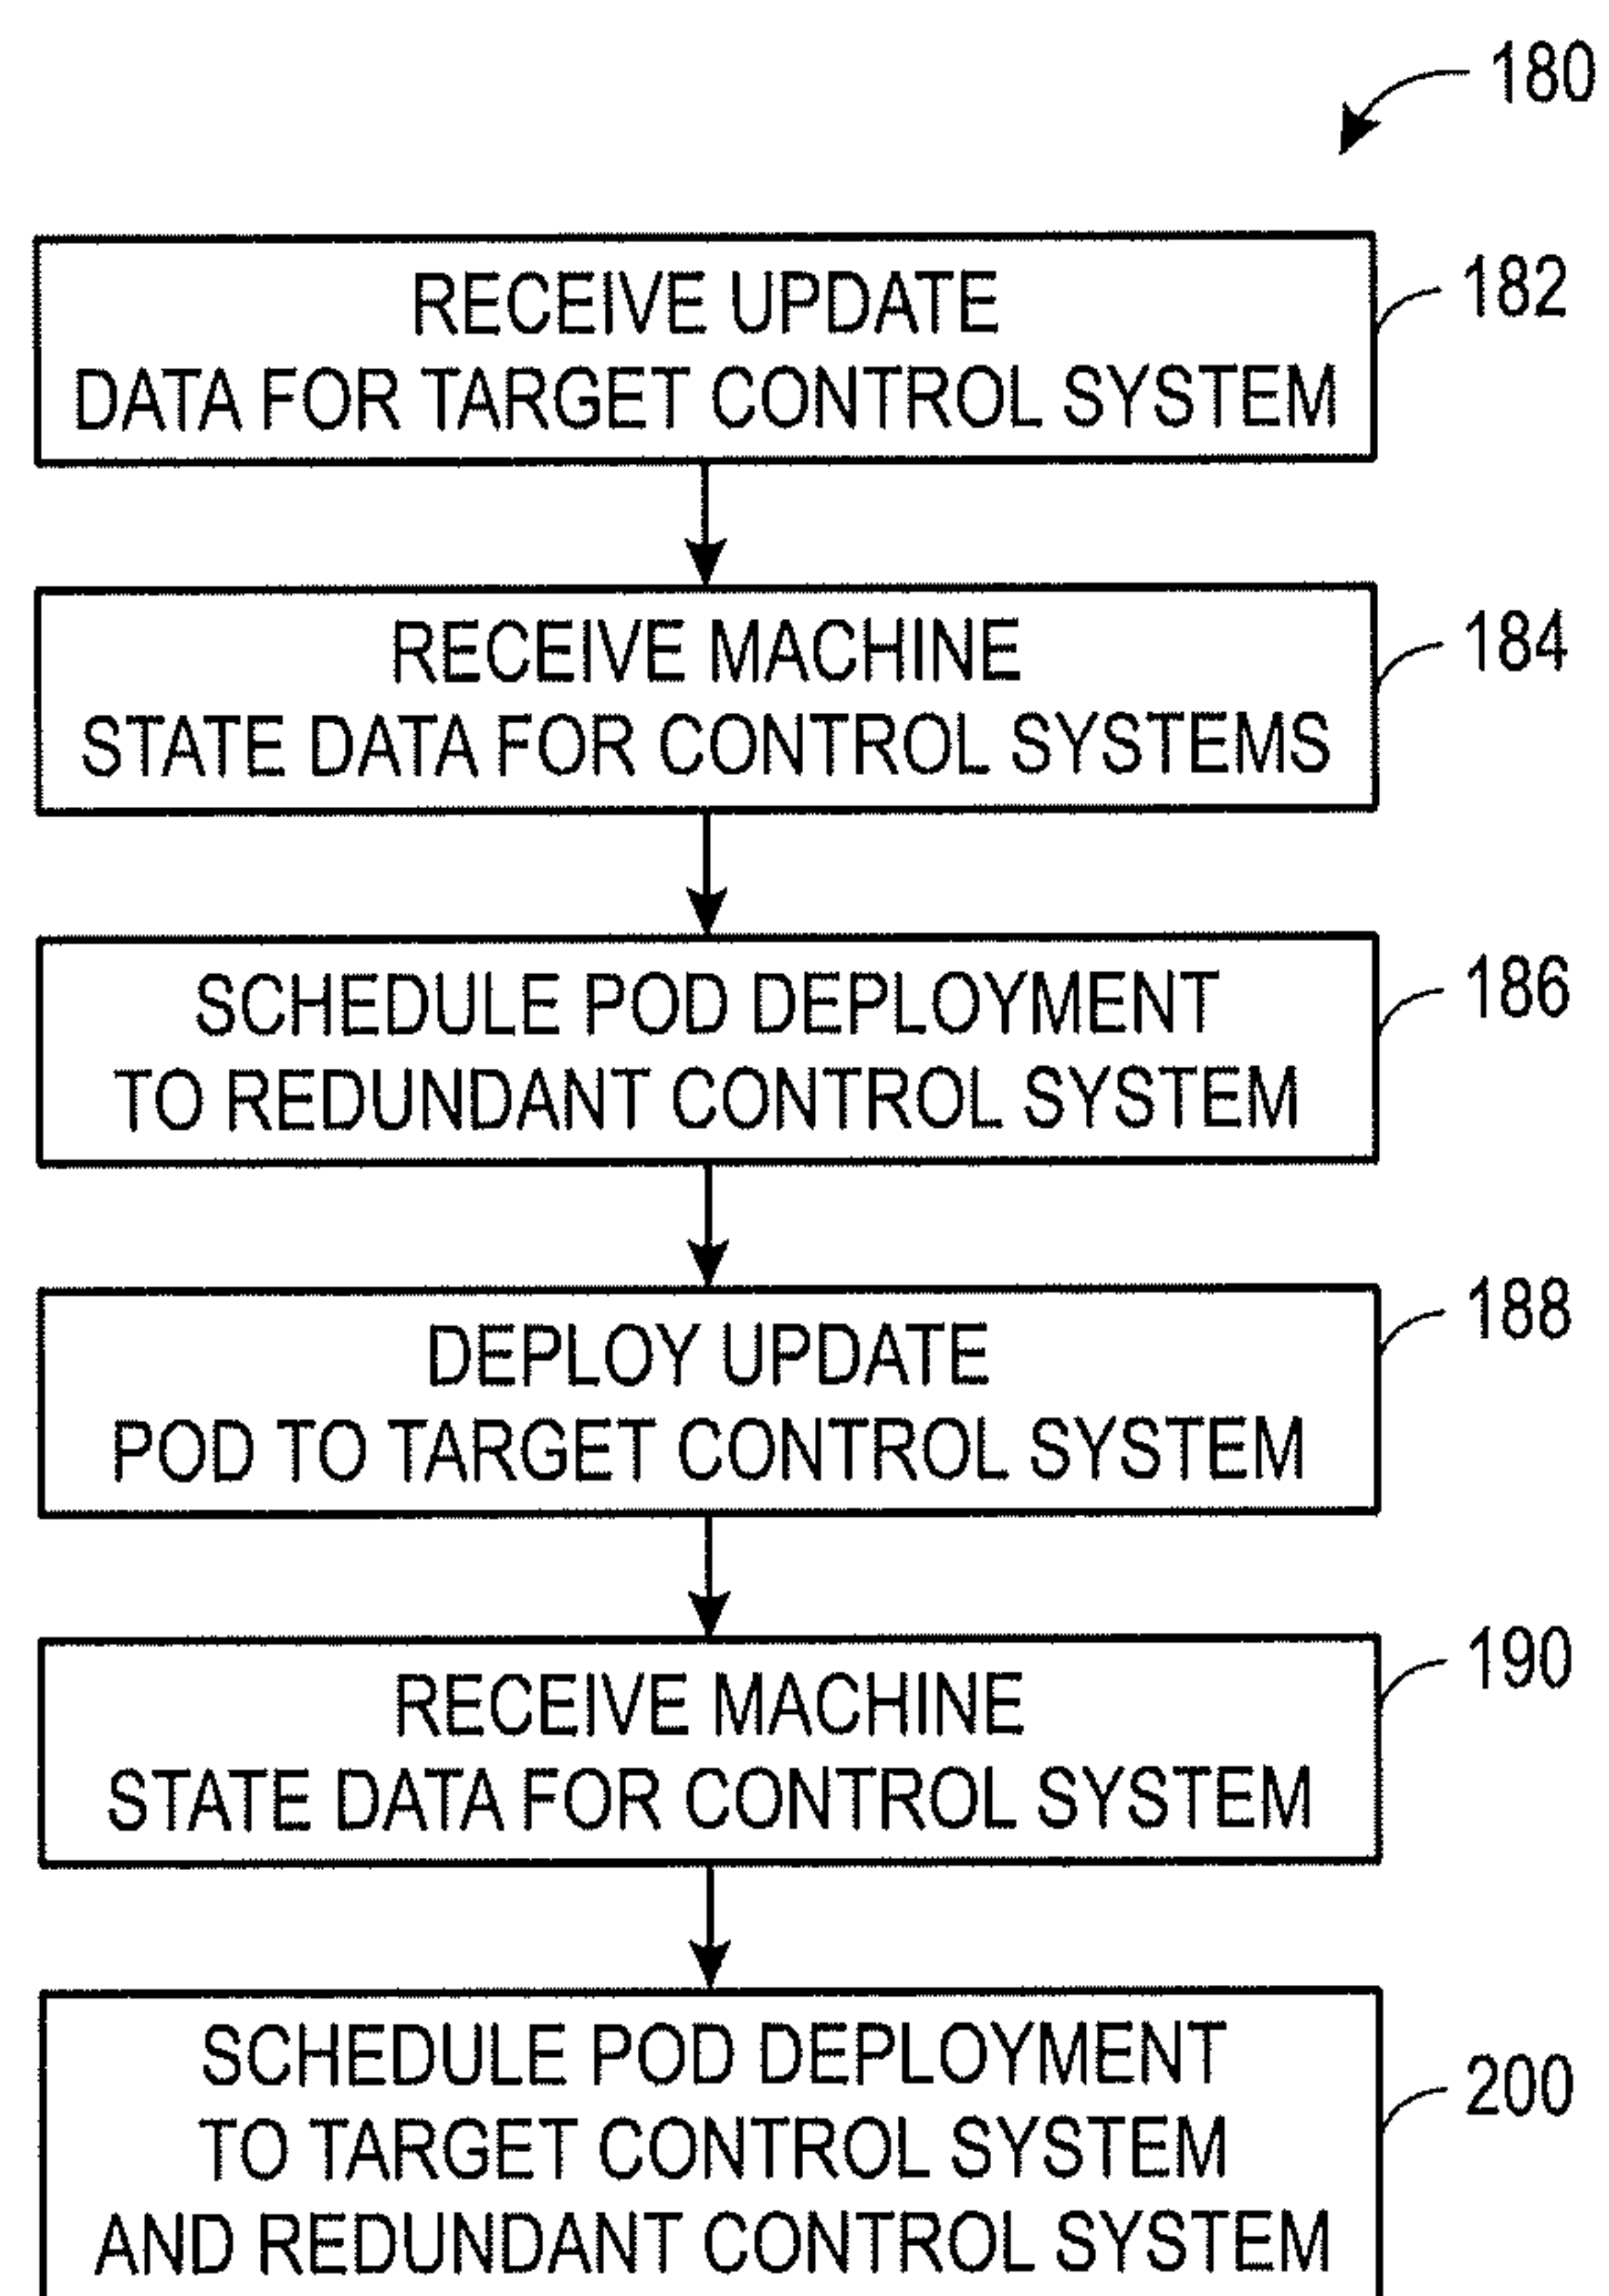 180
RECEIVE UPDATE
DATA FOR TARGET CONTROL SYSTEM
182
RECEIVE MACHINE
STATE DATA FOR CONTROL SYSTEMS
184
SCHEDULE POD DEPLOYMENT
TO REDUNDANT CONTROL SYSTEM
186
DEPLOY UPDATE
POD TO TARGET CONTROL SYSTEM
188
RECEIVE MACHINE
STATE DATA FOR CONTROL SYSTEM
190
SCHEDULE POD DEPLOYMENT
TO TARGET CONTROL SYSTEM
AND REDUNDANT CONTROL SYSTEM
200